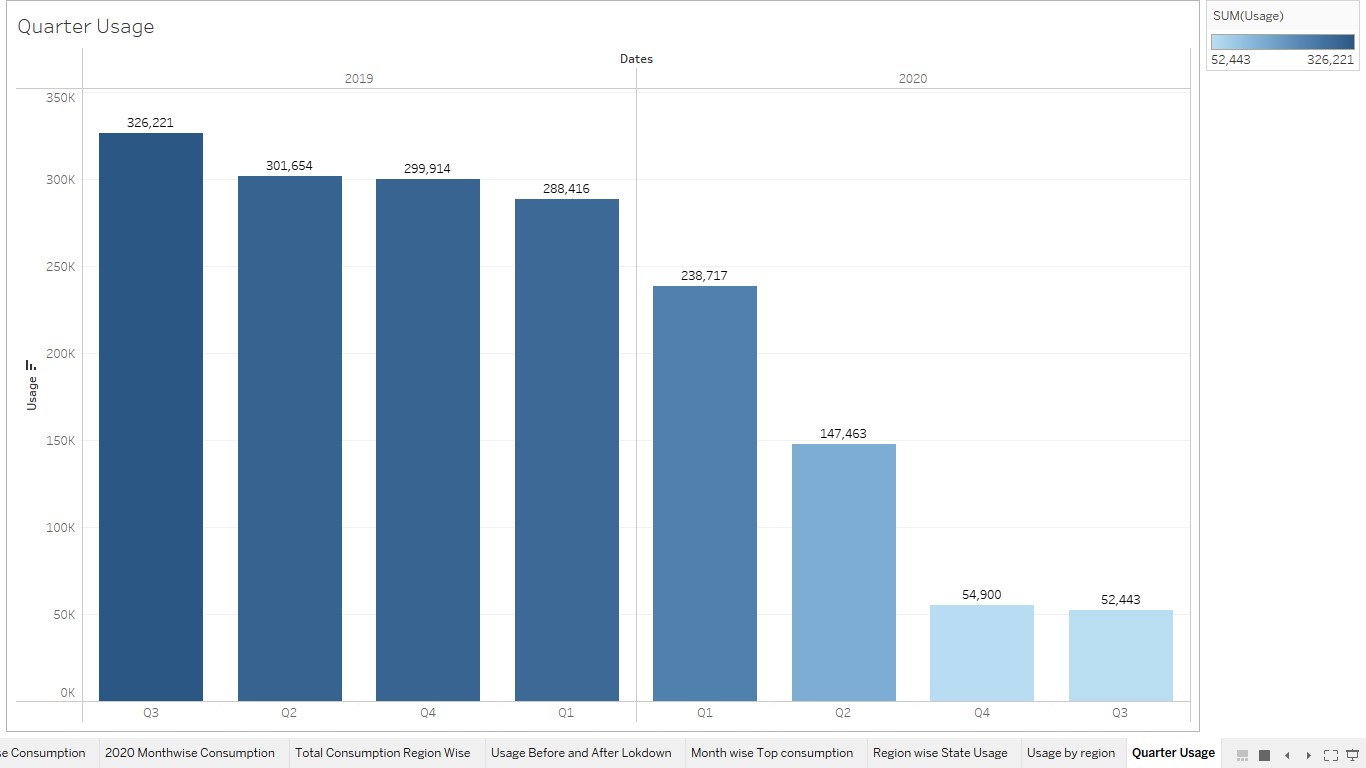 Quarter Usage
SUM(Usage)
52,443 326,221
Dates
2019 2020
350K
300K
250K
200K
150K
100K
50K
0K
Usage
326,221
301,654
299,914
288,416
238,717
147,463
54,900
52,443
Q3 Q2 Q4 Q1 Q1 Q2 Q4 Q3
se Consumption 2020 Monthwise Consumption Total Consumption Region Wise Usage Before and After Lokdown Month wise Top consumption Region wise State Usage Usage by region Quarter Usage